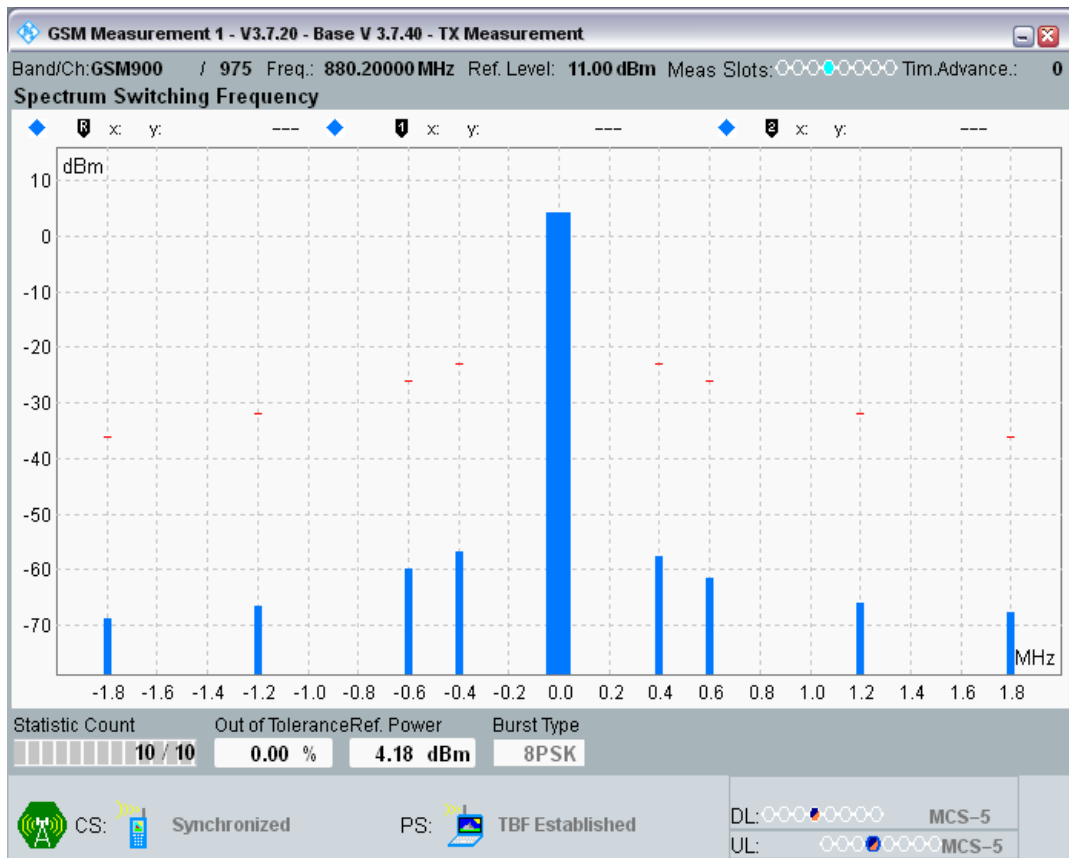 GSM Measurement 1 - V3.7.20 - Base V 3.7.40 - TX Measurement
Band/Ch:GSM900 / 975 Freq.: 880.20000 MHz Ref. Level: 11.00 dBm Meas Slots: Tim.Advance.: 0
Spectrum Switching Frequency
R x: y: --- 1 x: y: --- 2 x: y: ---
dBm
10
0
-10
-20
-30
-40
-50
-60
-70
MHz
-1.8 -1.6 -1.4 -1.2 -1.0 -0.8 -0.6 -0.4 -0.2 0.0 0.2 0.4 0.6 0.8 1.0 1.2 1.4 1.6 1.8
Statistic Count Out of Tolerance Ref. Power Burst Type
10 / 10 0.00 % 4.18 dBm 8PSK
CS: Synchronized PS: TBF Established DL: MCS-5
UL: MCS-5